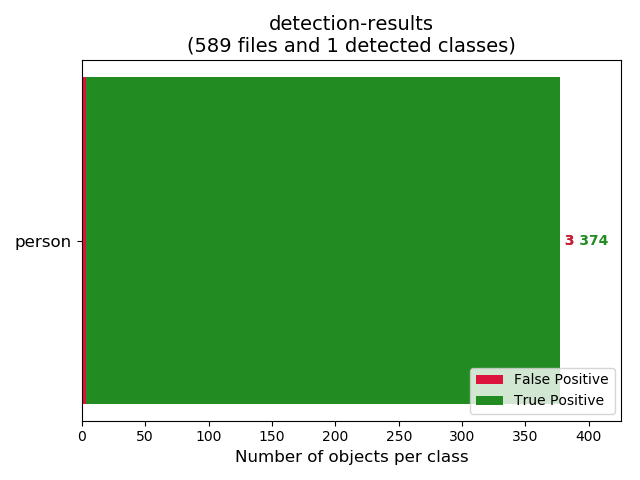 detection-results
(589 files and 1 detected classes)
person
3 374
False Positive
True Positive
0 50 100 150 200 250 300 350 400
Number of objects per class